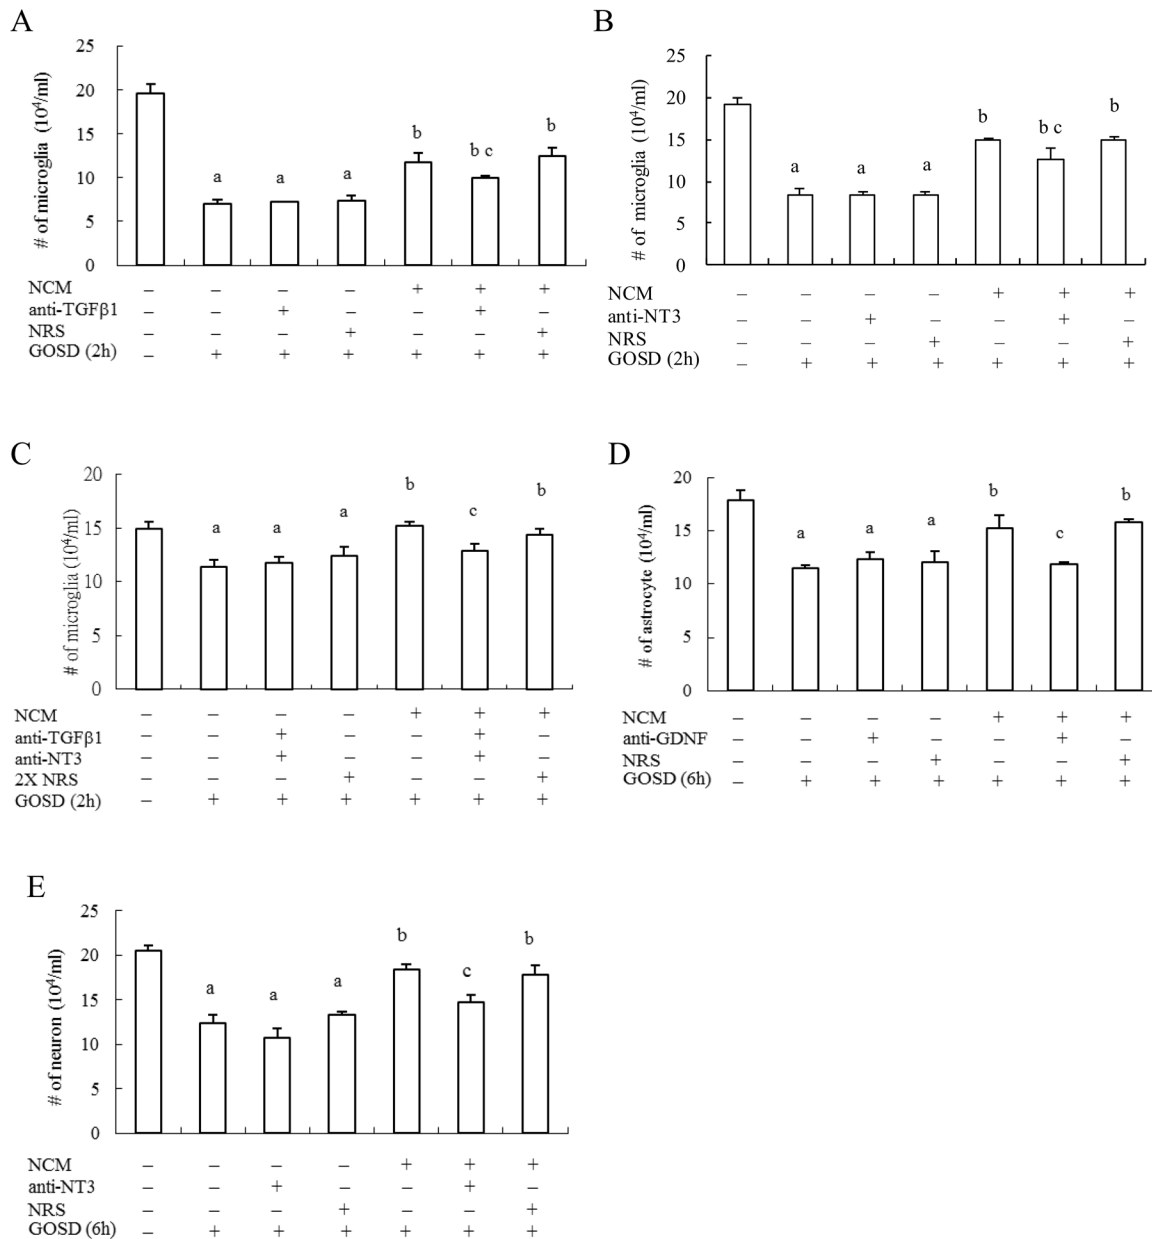 A
# of microglia (10⁴/ml)
25
20
15
10
5
0
a
a
a
b
b c
b
NCM – – – – + + +
anti-TGFβ1 – – + – – + –
NRS – – – + – – +
GOSD (2h) – + + + + + +
B
# of microglia (10⁴/ml)
25
20
15
10
5
0
a
a
a
b
b c
b
NCM – – – – + + +
anti-NT3 – – + – – + –
NRS – – – + – – +
GOSD (2h) – + + + + + +
C
# of microglia (10⁴/ml)
20
15
10
5
0
a
a
a
b
c
b
NCM – – – – + + +
anti-TGFβ1 – – + – – + –
anti-NT3 – – + – – + –
2X NRS – – – + – – +
GOSD (2h) – + + + + + +
D
# of astrocyte (10⁴/ml)
20
15
10
5
0
a
a
a
b
c
b
NCM – – – – + + +
anti-GDNF – – + – – + –
NRS – – – + – – +
GOSD (6h) – + + + + + +
E
# of neuron (10⁴/ml)
25
20
15
10
5
0
a
a
a
b
c
b
NCM – – – – + + +
anti-NT3 – – + – – + –
NRS – – – + – – +
GOSD (6h) – + + + + + +